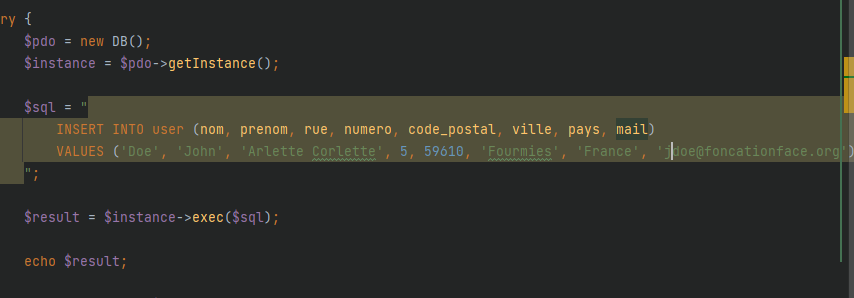 ry {
$pdo = new DB();
$instance = $pdo->getInstance();
$sql = "
INSERT INTO user (nom, prenom, rue, numero, code_postal, ville, pays, mail)
VALUES ('Doe', 'John', 'Arlette Corlette', 5, 59610, 'Fourmies', 'France', 'jdoe@foncationface.org')
";
$result = $instance->exec($sql);
echo $result;